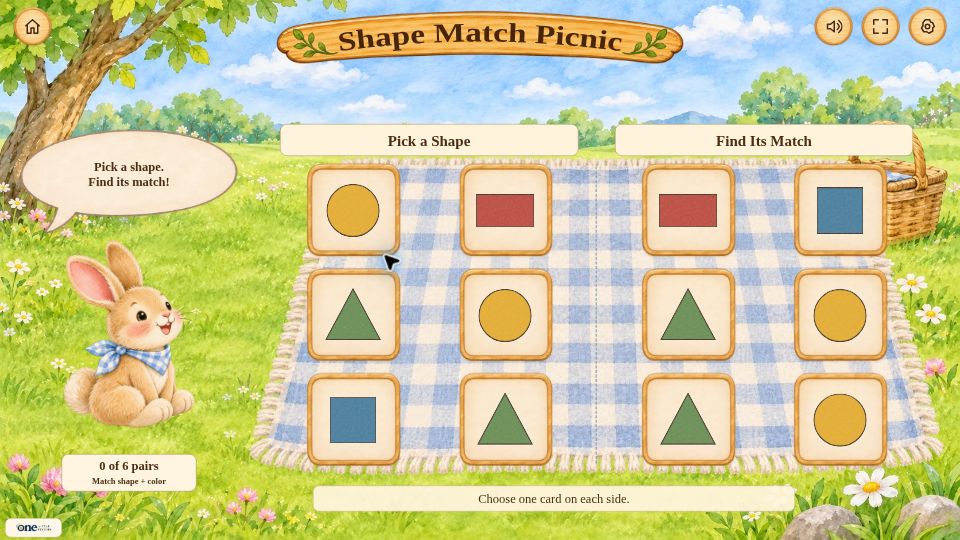 Shape Match Picnic
Pick a shape.
Find its match!
Pick a Shape
Find Its Match
0 of 6 pairs
Match shape + color
Choose one card on each side.
one